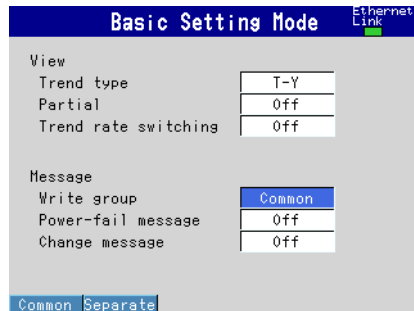 Basic Setting Mode
Ethernet
Link
View
Trend type T-Y
Partial Off
Trend rate switching Off
Message
Write group Common
Power-fail message Off
Change message Off
Common Separate